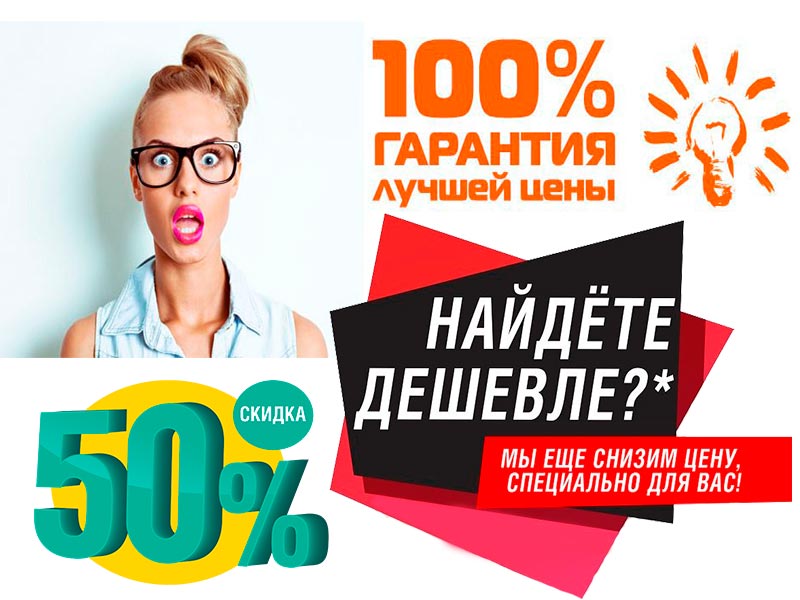 100%
ГАРАНТИЯ
лучшей цены
НАЙДЁТЕ
ДЕШЕВЛЕ?*
МЫ ЕЩЕ СНИЗИМ ЦЕНУ,
СПЕЦИАЛЬНО ДЛЯ ВАС!
СКИДКА
50%